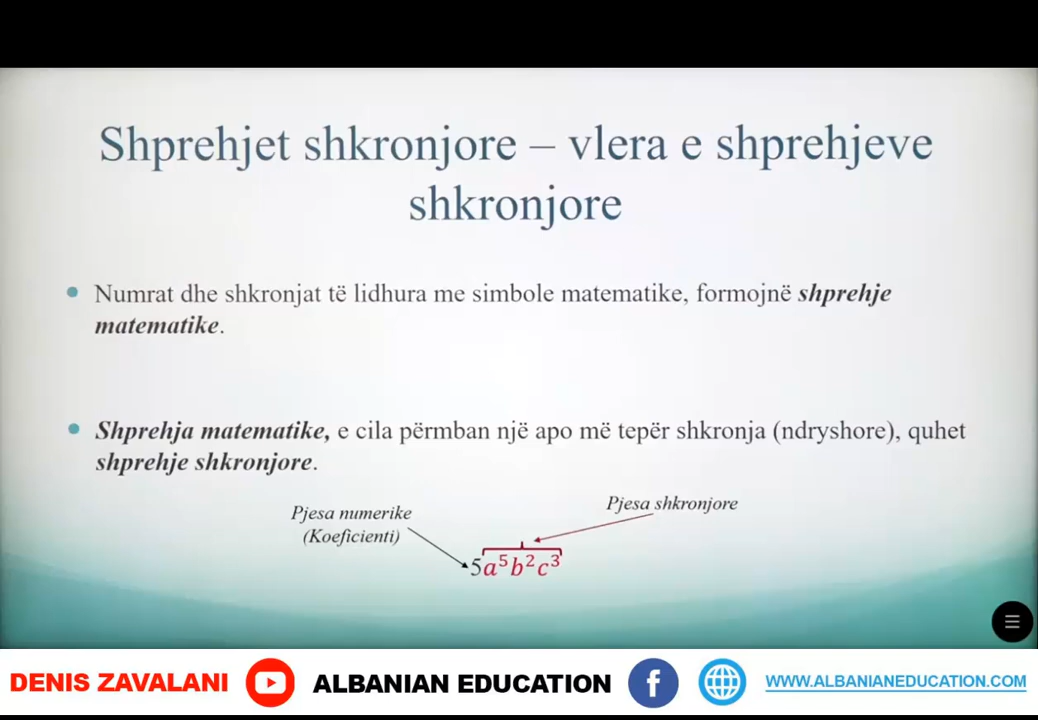 Shprehjet shkronjore – vlera e shprehjeve
shkronjore
• Numrat dhe shkronjat të lidhura me simbole matematike, formojnë shprehje
matematike.
• Shprehja matematike, e cila përmban një apo më tepër shkronja (ndryshore), quhet
shprehje shkronjore.
Pjesa numerike
(Koeficienti)
Pjesa shkronjore
5a⁵b²c³
DENIS ZAVALANI ALBANIAN EDUCATION f WWW.ALBANIANEDUCATION.COM